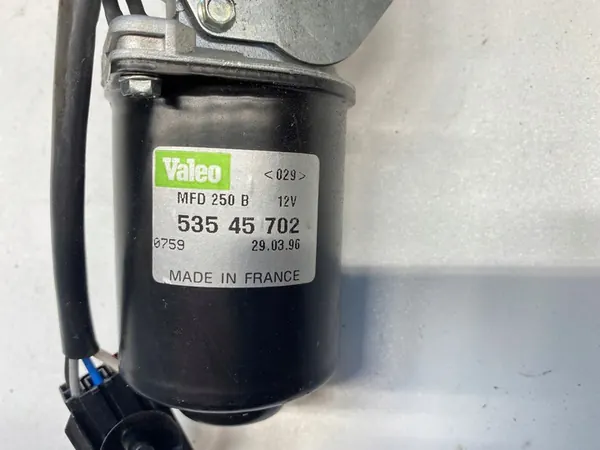 Valeo <029>
MFD 250 B 12V
535 45 702
0759 29.03.96
MADE IN FRANCE